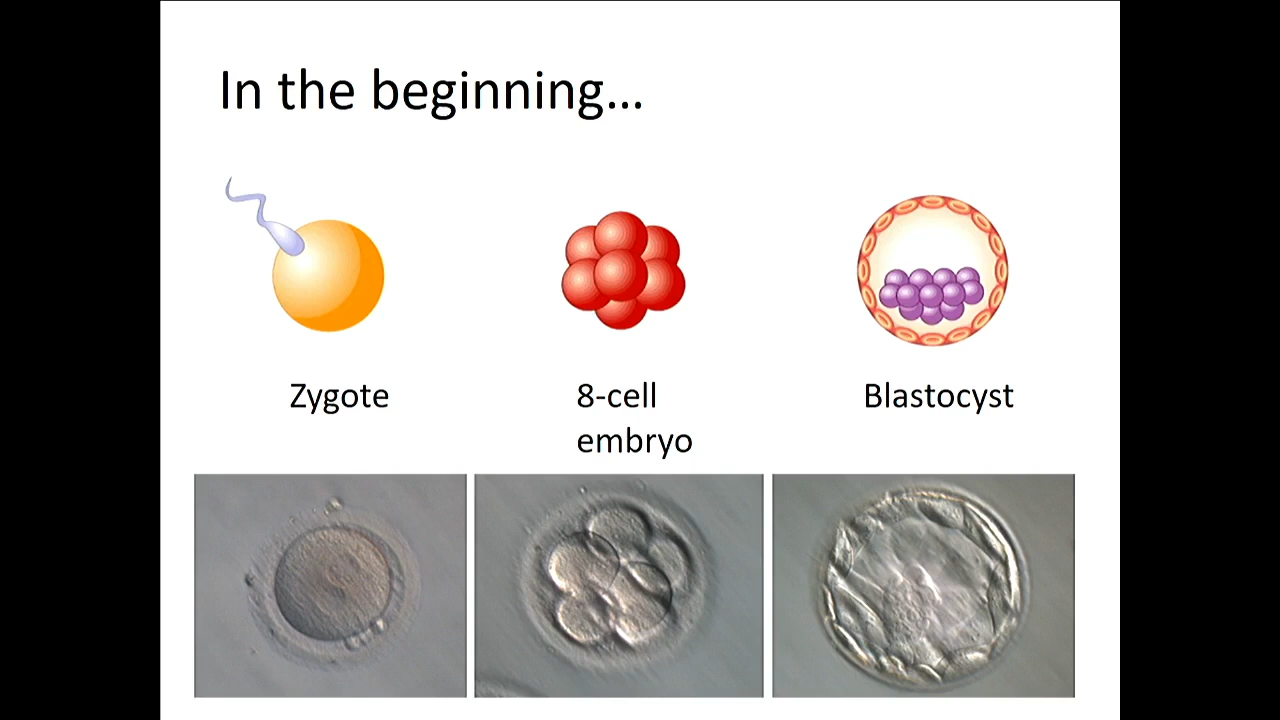 In the beginning...
Zygote
8-cell
embryo
Blastocyst